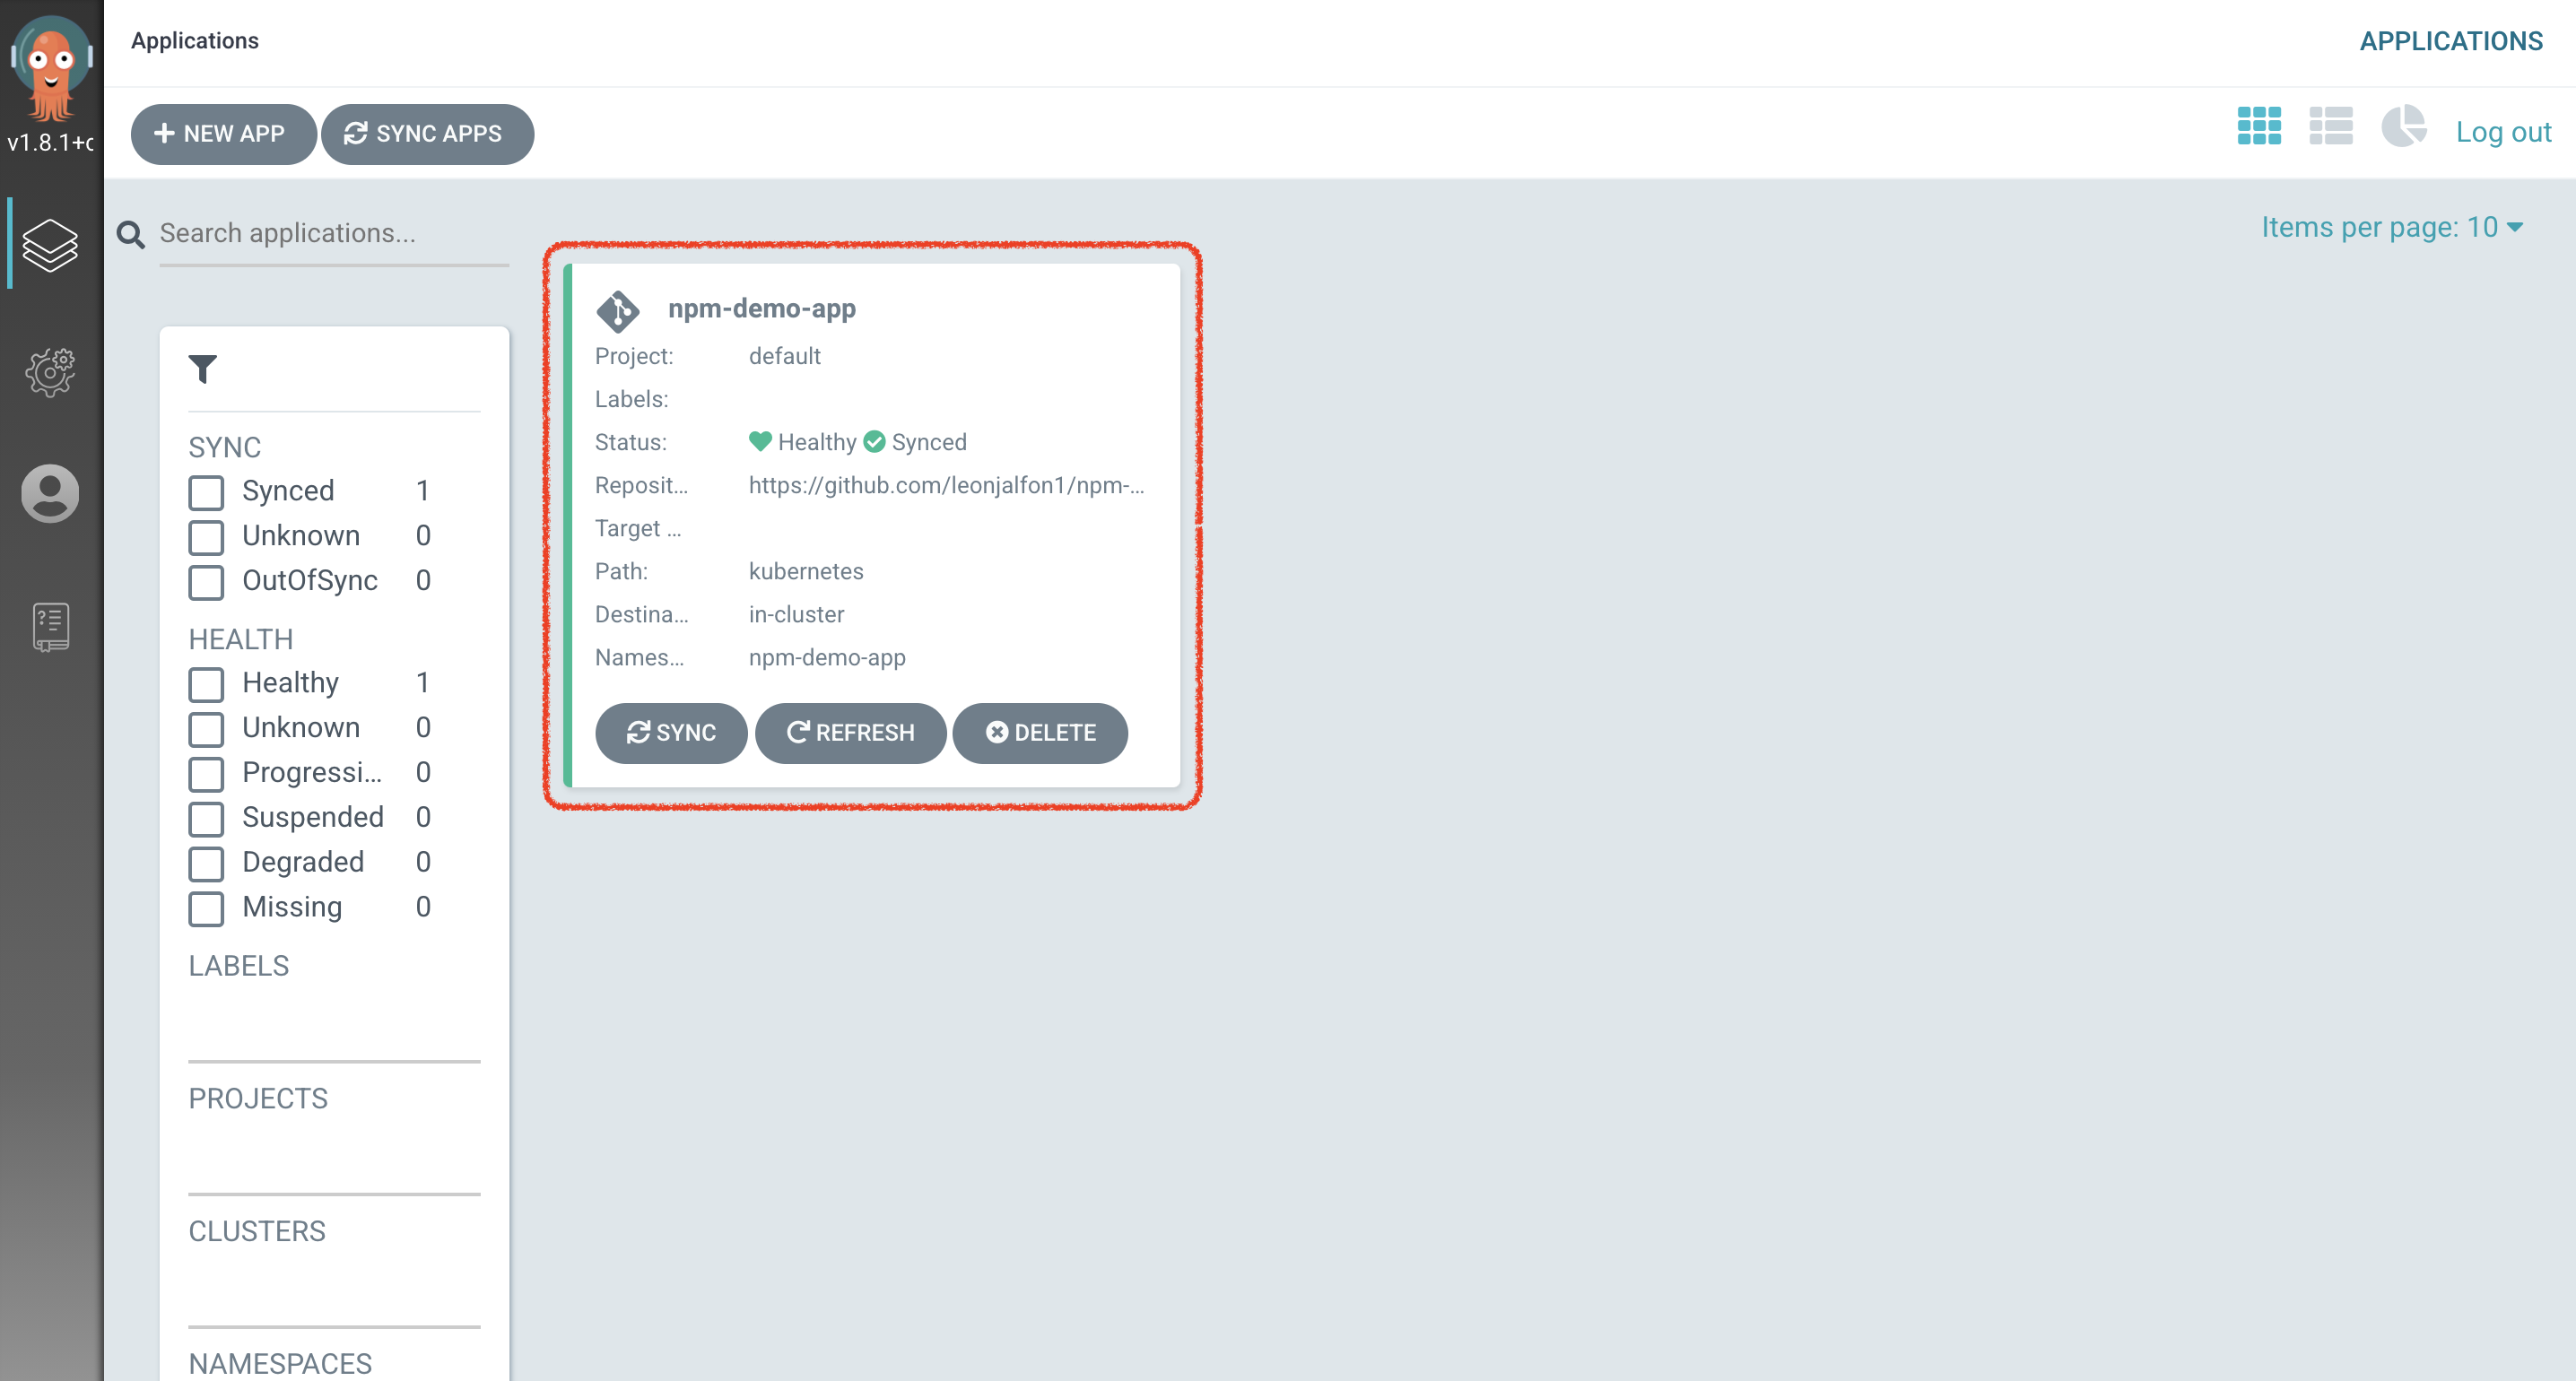 Applications
APPLICATIONS
v1.8.1+c
NEW APP
SYNC APPS
Log out
Search applications...
Items per page: 10
SYNC
Synced 1
Unknown 0
OutOfSync 0
HEALTH
Healthy 1
Unknown 0
Progressi... 0
Suspended 0
Degraded 0
Missing 0
LABELS
PROJECTS
CLUSTERS
NAMESPACES
npm-demo-app
Project: default
Labels:
Status: Healthy Synced
Reposit... https://github.com/leonjalfon1/npm-...
Target ...
Path: kubernetes
Destina... in-cluster
Names... npm-demo-app
SYNC
REFRESH
DELETE